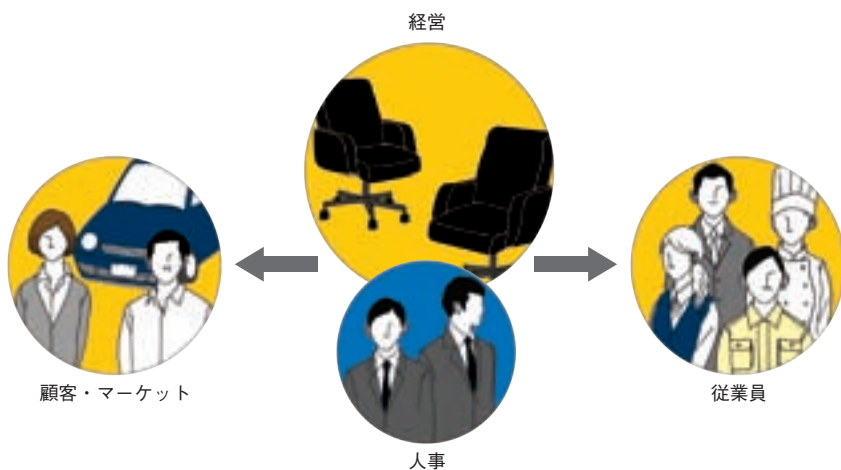 経営
顧客・マーケット
従業員
人事